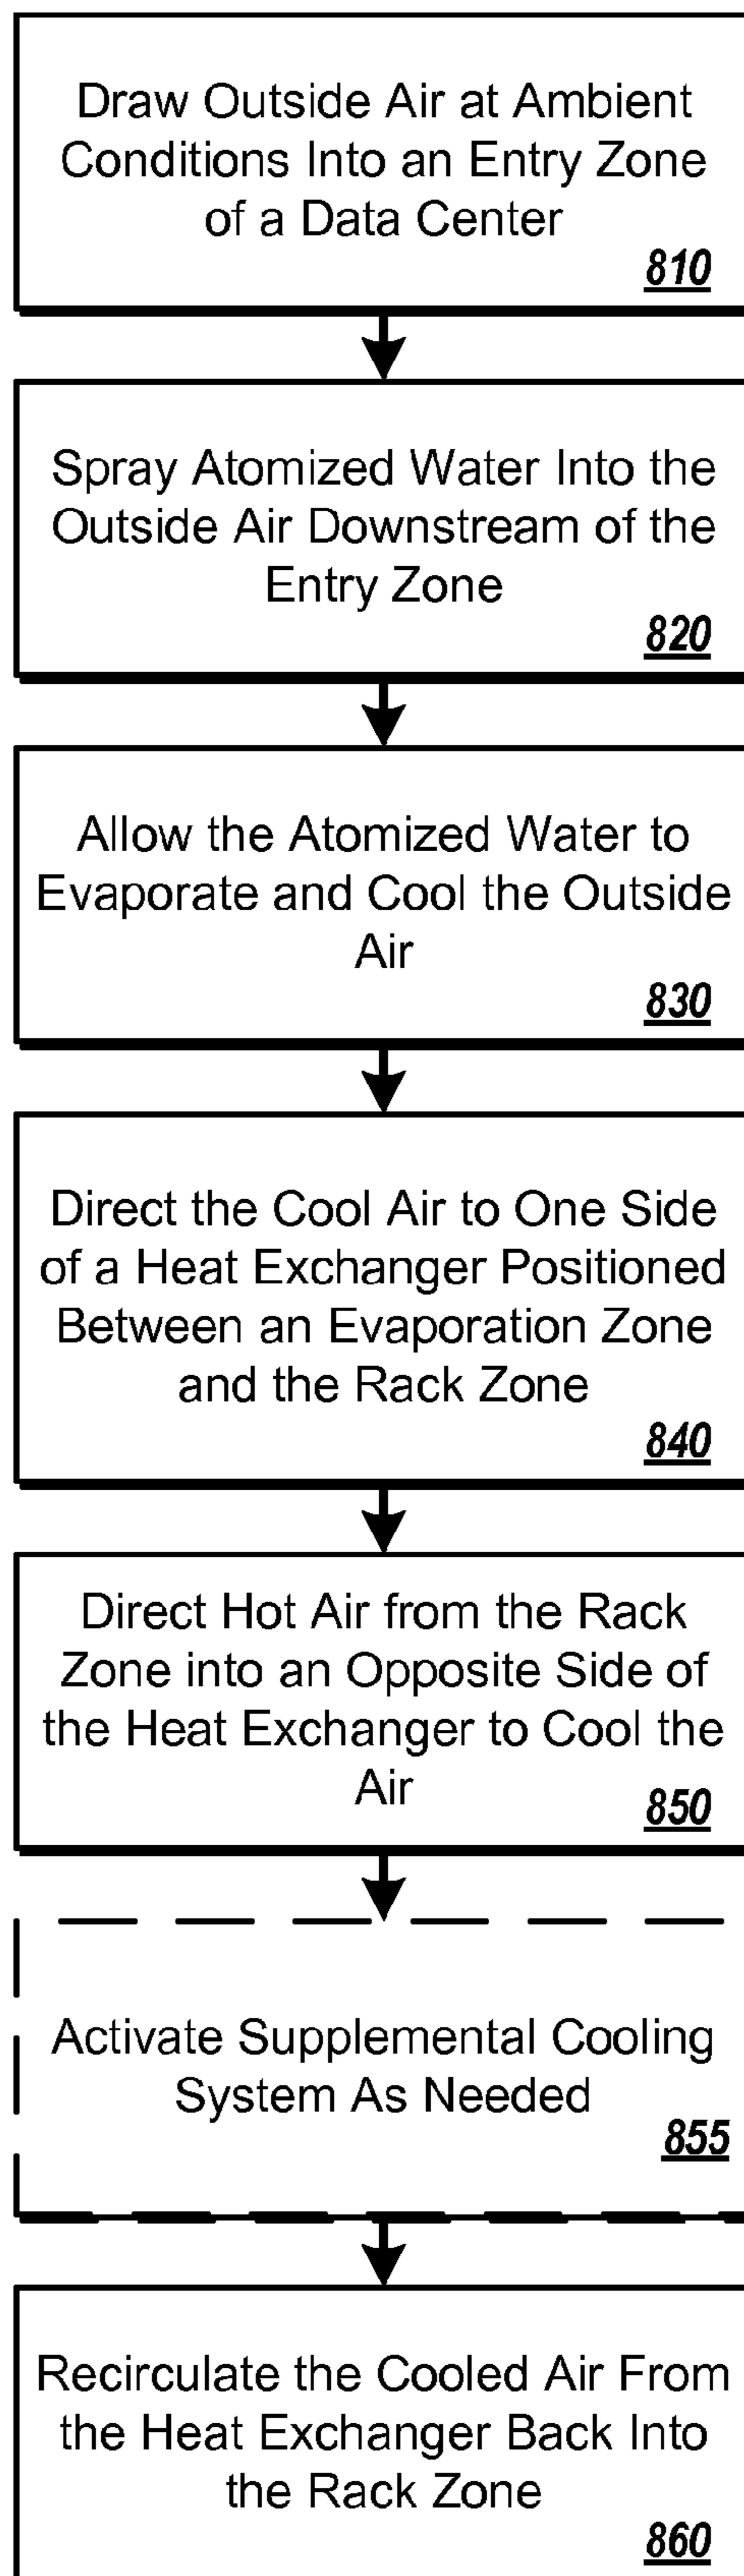 Draw Outside Air at Ambient
Conditions Into an Entry Zone
of a Data Center
810
Spray Atomized Water Into the
Outside Air Downstream of the
Entry Zone
820
Allow the Atomized Water to
Evaporate and Cool the Outside
Air
830
Direct the Cool Air to One Side
of a Heat Exchanger Positioned
Between an Evaporation Zone
and the Rack Zone
840
Direct Hot Air from the Rack
Zone into an Opposite Side of
the Heat Exchanger to Cool the
Air
850
Activate Supplemental Cooling
System As Needed
855
Recirculate the Cooled Air From
the Heat Exchanger Back Into
the Rack Zone
860